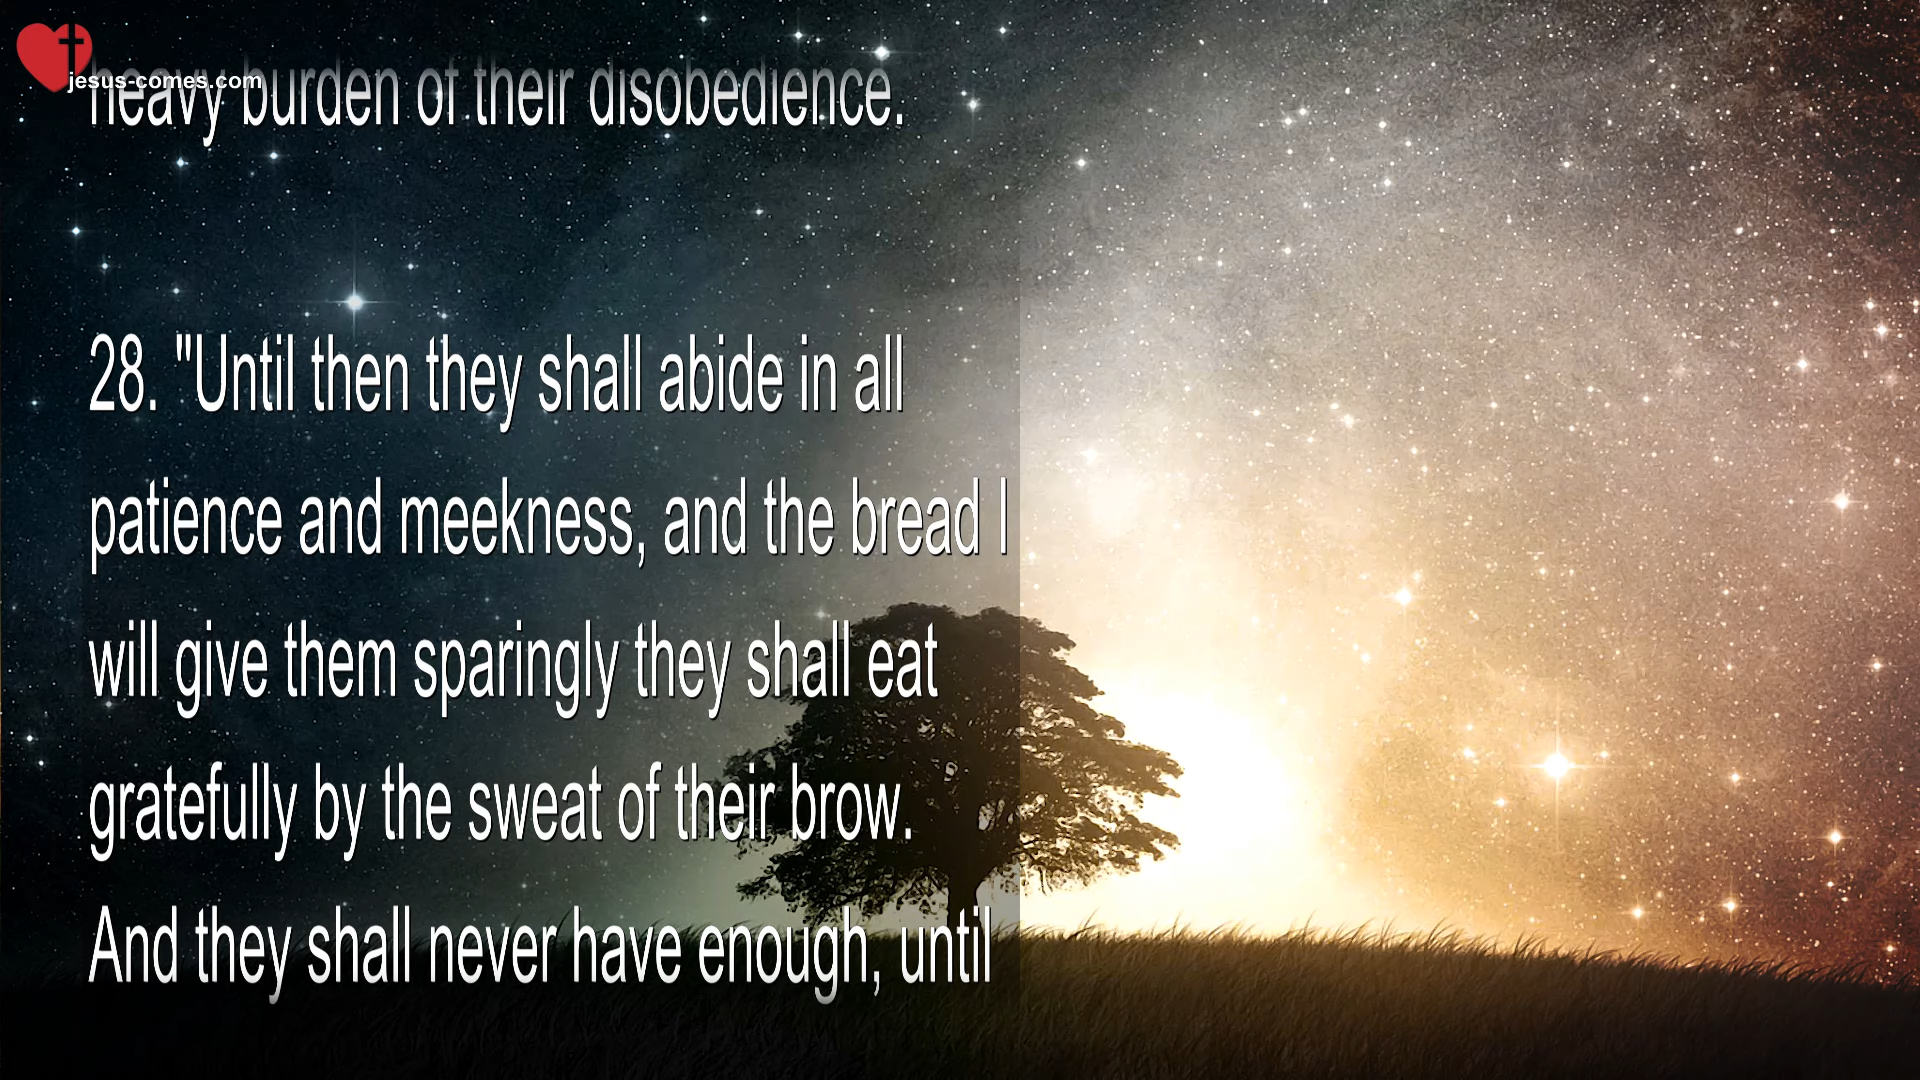 jesus-comes.com
heavy burden of their disobedience.
28. "Until then they shall abide in all
patience and meekness, and the bread I
will give them sparingly they shall eat
gratefully by the sweat of their brow.
And they shall never have enough, until